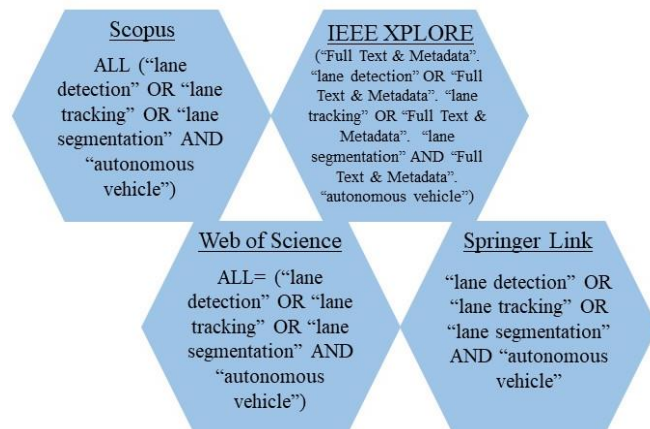 Scopus
ALL (“lane
detection” OR “lane
tracking” OR “lane
segmentation” AND
“autonomous
vehicle”)
IEEE XPLORE
(“Full Text & Metadata”.
“lane detection” OR “Full
Text & Metadata”. “lane
tracking” OR “Full Text &
Metadata”. “lane
segmentation” AND “Full
Text & Metadata”.
“autonomous vehicle”)
Web of Science
ALL= (“lane
detection” OR “lane
tracking” OR “lane
segmentation” AND
“autonomous
vehicle”)
Springer Link
“lane detection” OR
“lane tracking” OR
“lane segmentation”
AND “autonomous
vehicle”